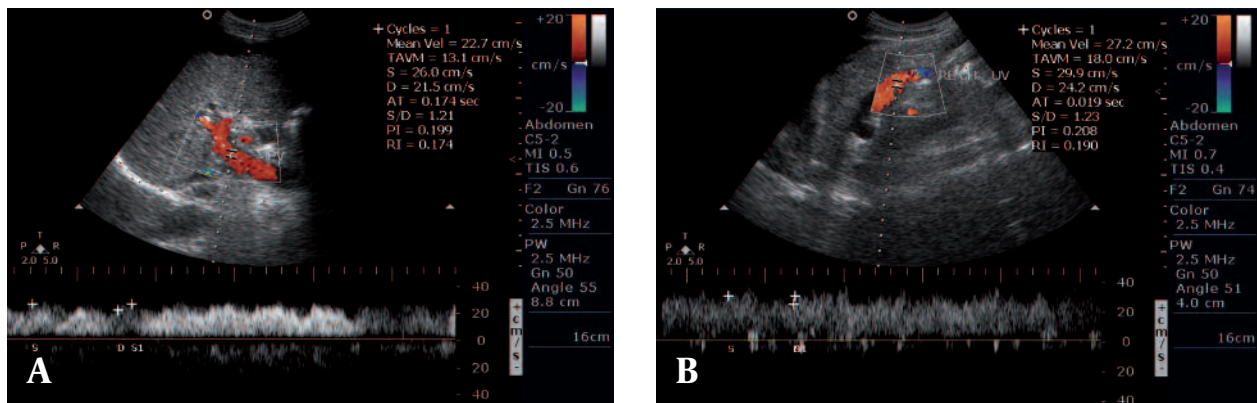 Cycles = 1
Mean Vel = 22.7 cm/s
TAVM = 13.1 cm/s
S = 26.0 cm/s
D = 21.5 cm/s
AT = 0.174 sec
S/D = 1.21
PI = 0.199
RI = 0.174
+20
cm/s
-20
Abdomen
C5-2
MI 0.5
TIS 0.6
F2 Gn 76
Color
2.5 MHz
PW
2.5 MHz
Gn 50
Angle 55
8.8 cm
16cm
T
P R
2.0 5.0
PV
40
20
0
20
40
+cm/s-
S D S1
A
Cycles = 1
Mean Vel = 27.2 cm/s
TAVM = 18.0 cm/s
S = 29.9 cm/s
D = 24.2 cm/s
AT = 0.019 sec
S/D = 1.23
PI = 0.208
RI = 0.190
+20
cm/s
-20
Abdomen
C5-2
MI 0.7
TIS 0.4
F2 Gn 74
Color
2.5 MHz
PW
2.5 MHz
Gn 50
Angle 51
4.0 cm
16cm
T
P R
2.0 5.0
UV
40
20
0
20
40
+cm/s-
S
B